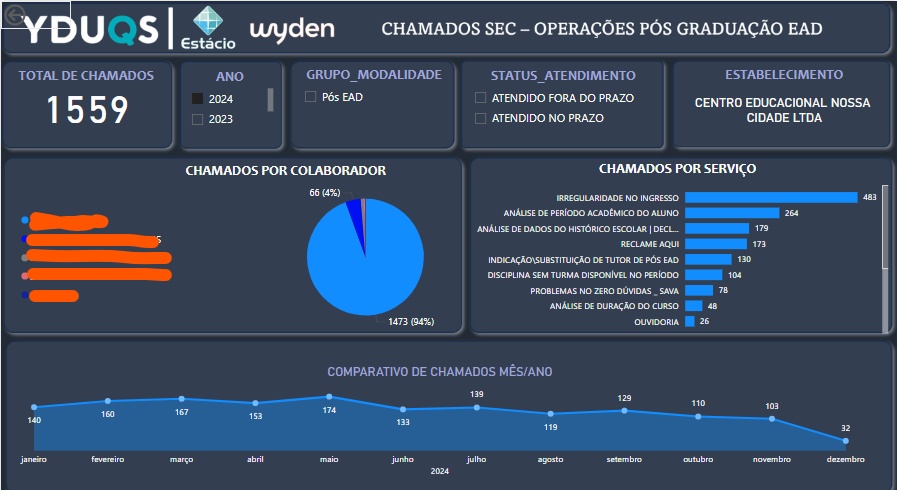 YDUQS
Estácio
wyden
CHAMADOS SEC – OPERAÇÕES PÓS GRADUAÇÃO EAD
TOTAL DE CHAMADOS
1559
ANO
2024
2023
GRUPO_MODALIDADE
Pós EAD
STATUS_ATENDIMENTO
ATENDIDO FORA DO PRAZO
ATENDIDO NO PRAZO
ESTABELECIMENTO
CENTRO EDUCACIONAL NOSSA
CIDADE LTDA
CHAMADOS POR COLABORADOR
66 (4%)
1473 (94%)
CHAMADOS POR SERVIÇO
IRREGULARIDADE NO INGRESSO 483
ANÁLISE DE PERÍODO ACADÊMICO DO ALUNO 264
ANÁLISE DE DADOS DO HISTÓRICO ESCOLAR | DECL... 179
RECLAME AQUI 173
INDICAÇÃO\SUBSTITUIÇÃO DE TUTOR DE PÓS EAD 130
DISCIPLINA SEM TURMA DISPONÍVEL NO PERÍODO 104
PROBLEMAS NO ZERO DÚVIDAS _ SAVA 78
ANÁLISE DE DURAÇÃO DO CURSO 48
OUVIDORIA 26
COMPARATIVO DE CHAMADOS MÊS/ANO
140 160 167 153 174 133 139 119 129 110 103 32
janeiro fevereiro março abril maio junho julho agosto setembro outubro novembro dezembro
2024